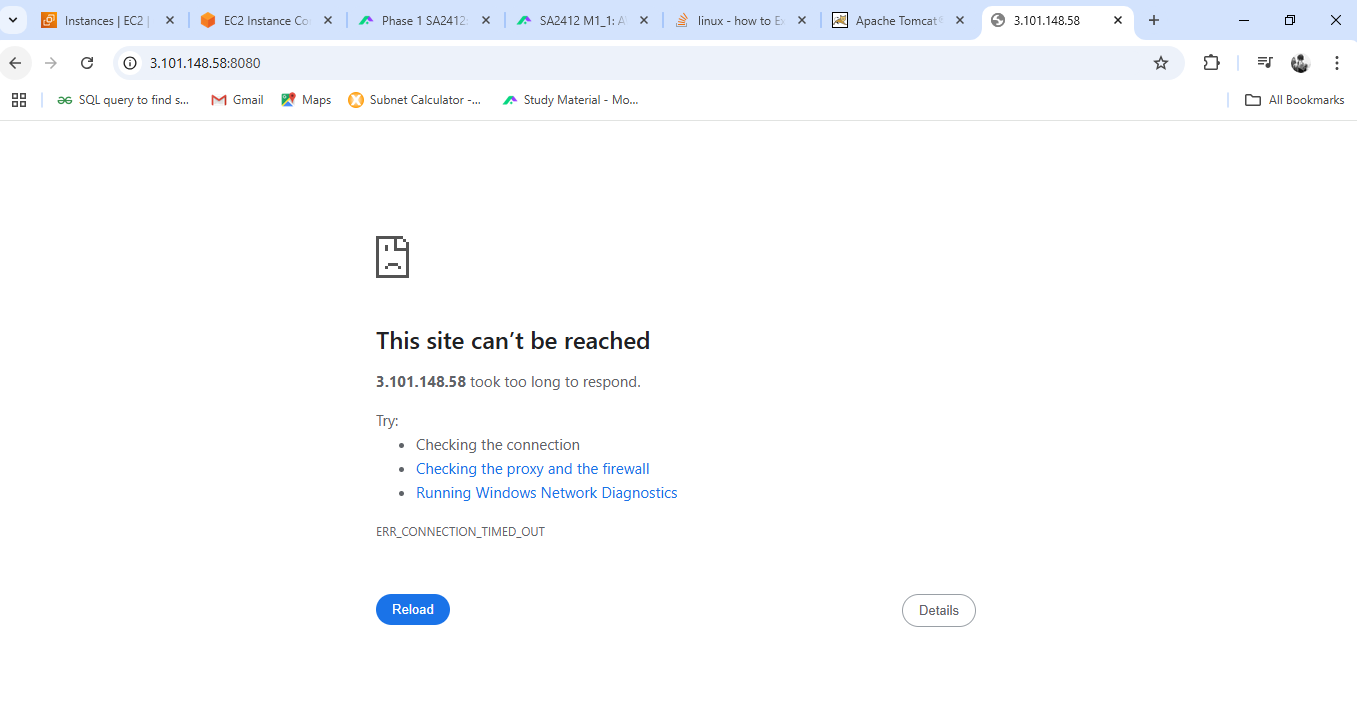 Instances | EC2 |
EC2 Instance Co
Phase 1 SA2412:
SA2412 M1_1: A
linux - how to E
Apache Tomcat®
3.101.148.58
3.101.148.58:8080
SQL query to find s...
Gmail
Maps
Subnet Calculator -...
Study Material - Mo...
All Bookmarks
This site can’t be reached
3.101.148.58 took too long to respond.
Try:
• Checking the connection
• Checking the proxy and the firewall
• Running Windows Network Diagnostics
ERR_CONNECTION_TIMED_OUT
Reload
Details